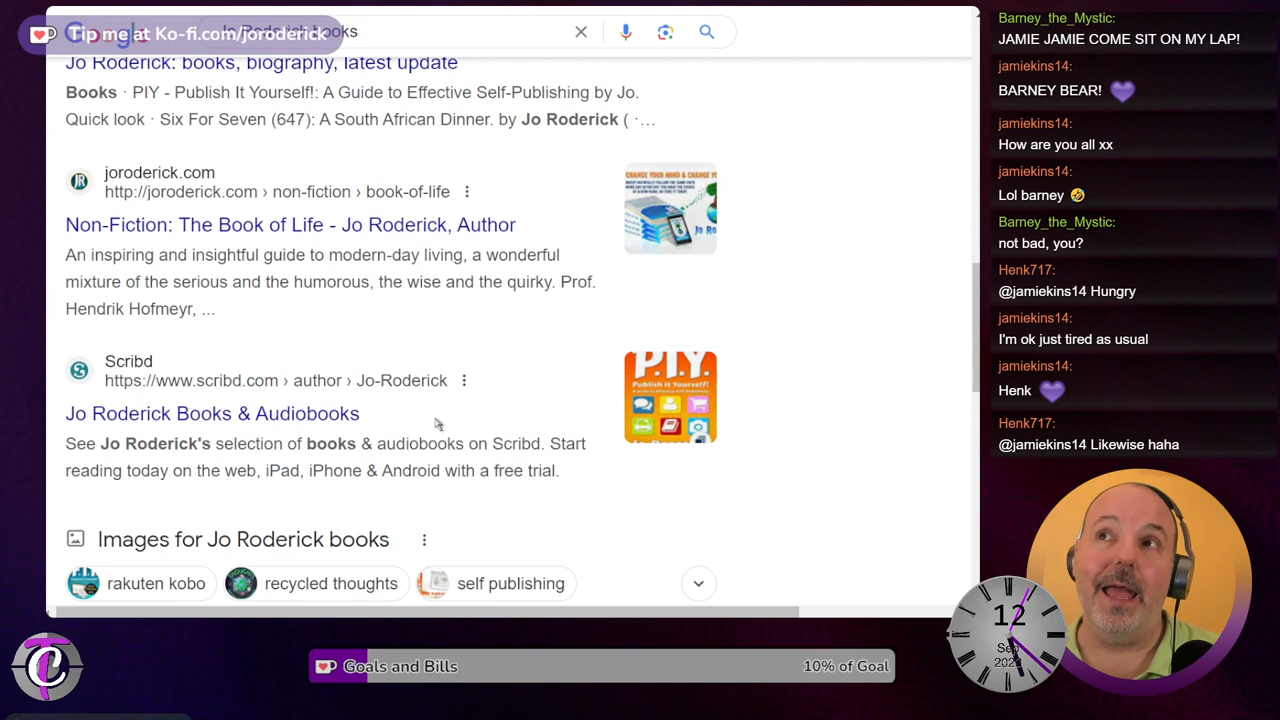 Tip me at Ko-fi.com/joroderick
books
Jo Roderick: books, biography, latest update
Books · PIY - Publish It Yourself!: A Guide to Effective Self-Publishing by Jo.
Quick look · Six For Seven (647): A South African Dinner. by Jo Roderick ( ·…
joroderick.com
http://joroderick.com › non-fiction › book-of-life
Non-Fiction: The Book of Life - Jo Roderick, Author
An inspiring and insightful guide to modern-day living, a wonderful
mixture of the serious and the humorous, the wise and the quirky. Prof.
Hendrik Hofmeyr, ...
CHANGE YOUR MIND & CHANGE
Scribd
https://www.scribd.com › author › Jo-Roderick
Jo Roderick Books & Audiobooks
See Jo Roderick's selection of books & audiobooks on Scribd. Start
reading today on the web, iPad, iPhone & Android with a free trial.
P.I.Y.
Publish It Yourself!
Images for Jo Roderick books
rakuten kobo
recycled thoughts
self publishing
Barney_the_Mystic:
JAMIE JAMIE COME SIT ON MY LAP!
jamiekins14:
BARNEY BEAR! 💜
jamiekins14:
How are you all xx
jamiekins14:
Lol barney 🤣
Barney_the_Mystic:
not bad, you?
Henk717:
@jamiekins14 Hungry
jamiekins14:
I'm ok just tired as usual
jamiekins14:
Henk 💜
Henk717:
@jamiekins14 Likewise haha
12
Sep
Goals and Bills
10% of Goal